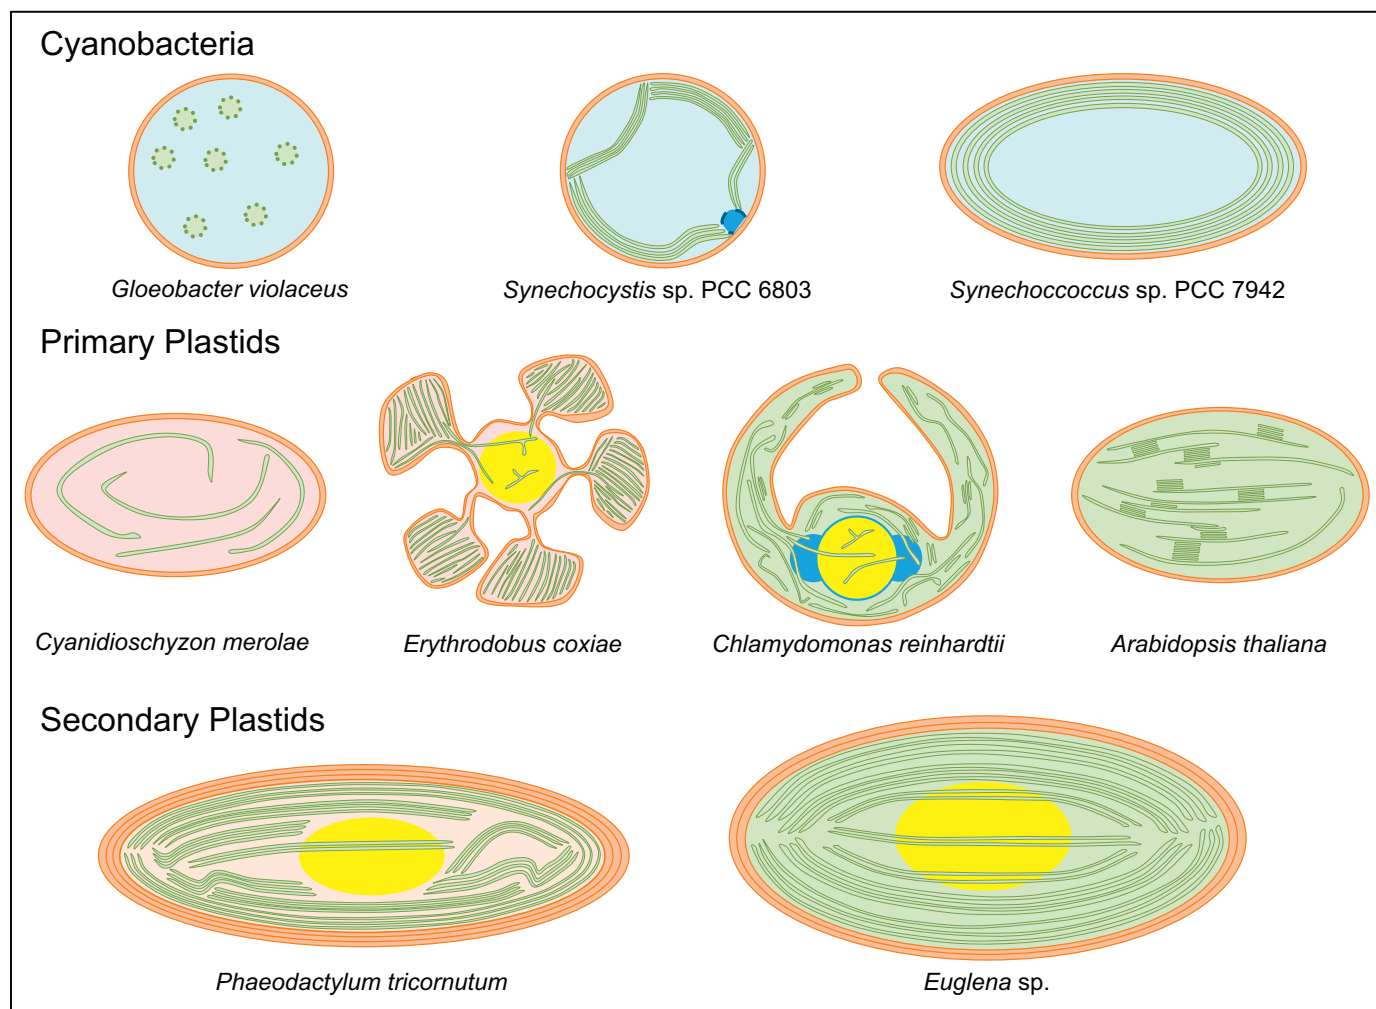 Cyanobacteria
Gloeobacter violaceus
Synechocystis sp. PCC 6803
Synechoccoccus sp. PCC 7942
Primary Plastids
Cyanidioschyzon merolae
Erythrodobus coxiae
Chlamydomonas reinhardtii
Arabidopsis thaliana
Secondary Plastids
Phaeodactylum tricornutum
Euglena sp.